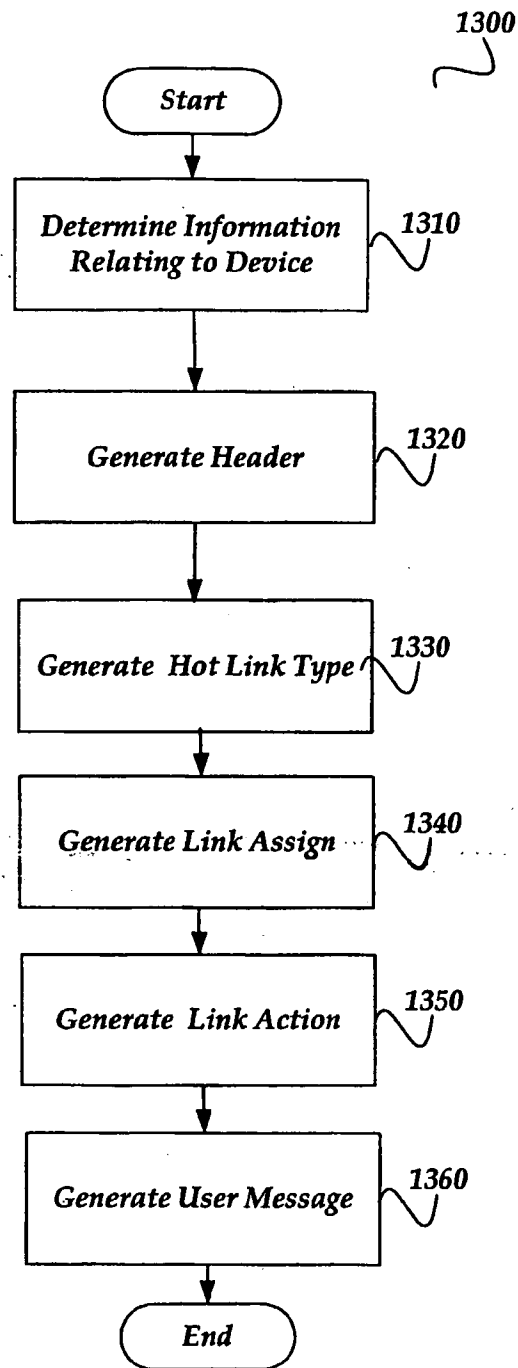 1300
Start
Determine Information
Relating to Device
1310
Generate Header
1320
Generate Hot Link Type
1330
Generate Link Assign
1340
Generate Link Action
1350
Generate User Message
1360
End